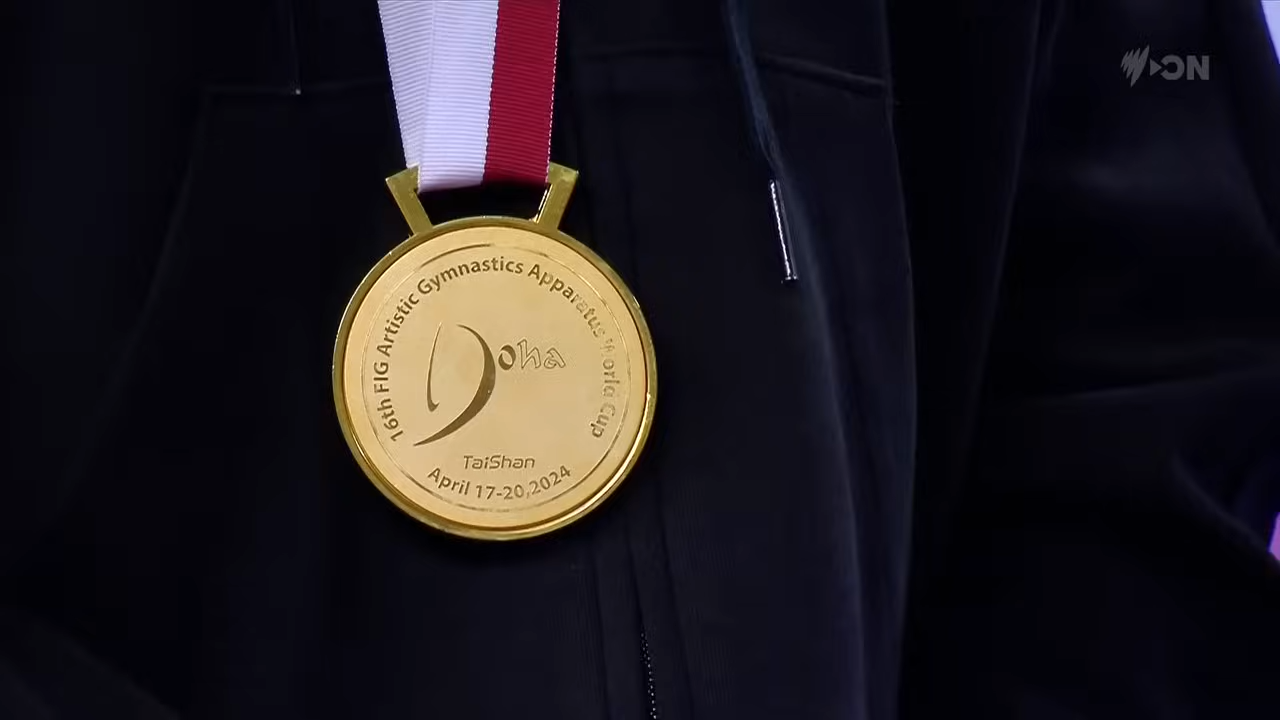 ON
16th FIG Artistic Gymnastics Apparatus World Cup
Doha
TaiShan
April 17-20,2024